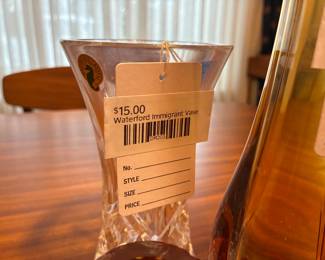 $15.00
Waterford Immigrant Vase
No.
STYLE
SIZE
PRICE